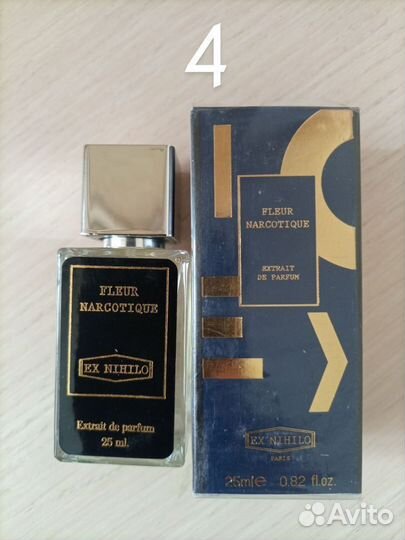 4
FLEUR
NARCOTIQUE
EX NIHILO
Extrait de parfum
25 ml.
FLEUR
NARCOTIQUE
EXTRAIT
DE PARFUM
EX NIHILO
PARIS
25ml℮ 0.82 fl.oz.
Avito